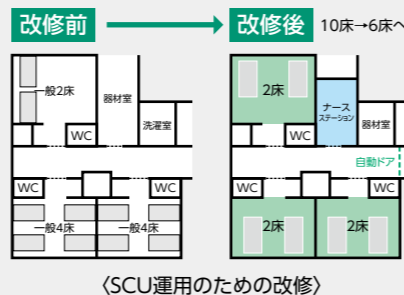 改修前
改修後 10床→6床へ
一般2床
器材室
洗濯室
WC
WC
WC
一般4床
一般4床
2床
ナース
ステーション
器材室
WC
自動ドア
WC
WC
2床
2床
〈SCU運用のための改修〉